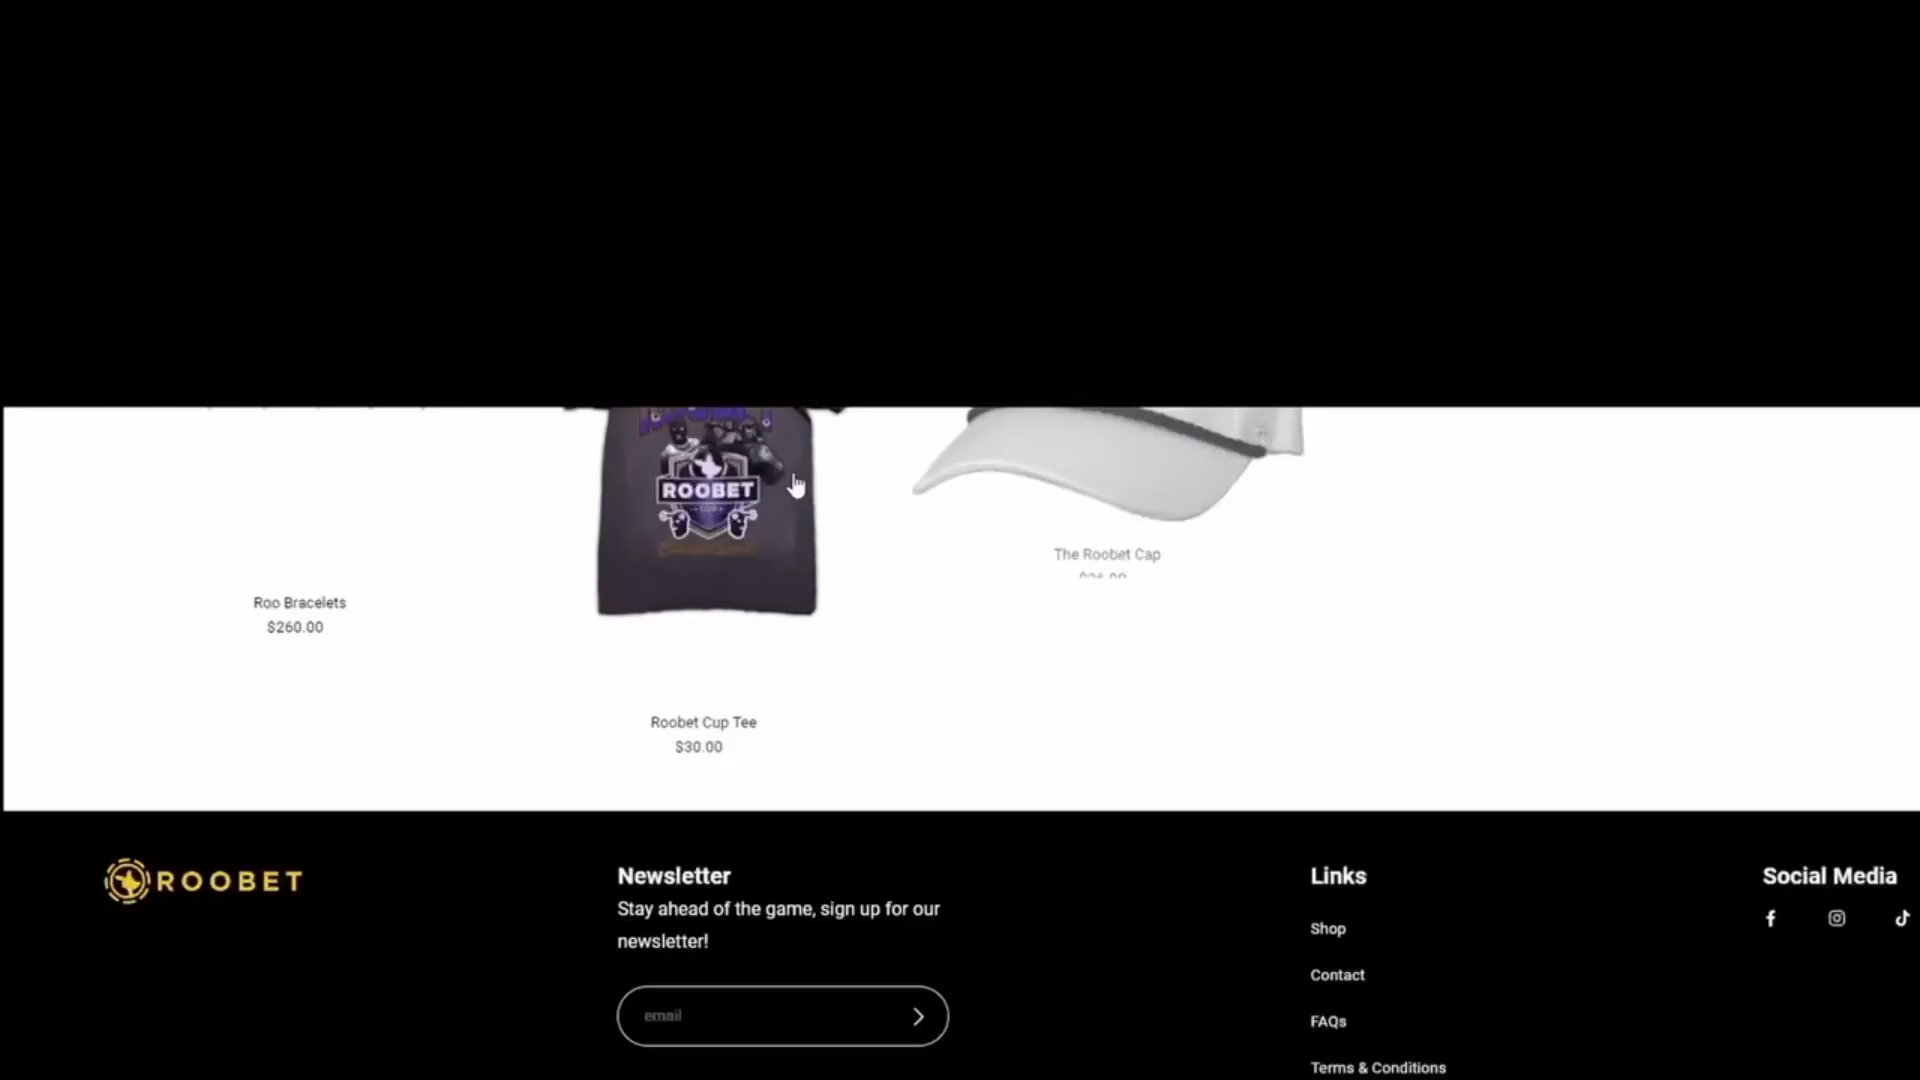 ROOBET
The Roobet Cap
Roo Bracelets
$260.00
Roobet Cup Tee
$30.00
ROOBET
Newsletter
Stay ahead of the game, sign up for our
newsletter!
email
Links
Shop
Contact
FAQs
Terms & Conditions
Social Media